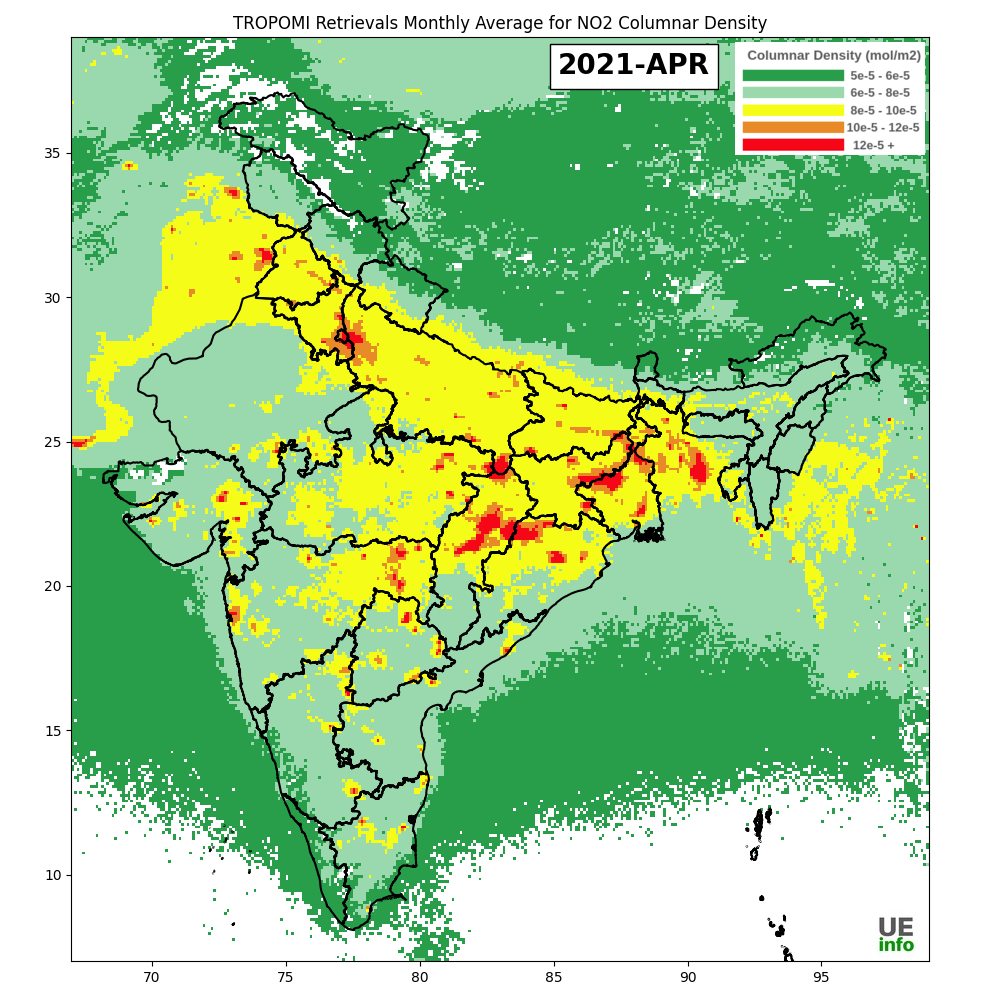 TROPOMI Retrievals Monthly Average for NO2 Columnar Density
2021-APR
Columnar Density (mol/m2)
5e-5 - 6e-5
6e-5 - 8e-5
8e-5 - 10e-5
10e-5 - 12e-5
12e-5 +
35
30
25
20
15
10
UE
info
70 75 80 85 90 95